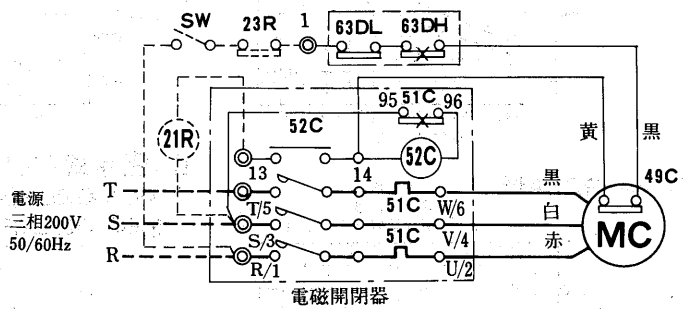 SW
23R
1
63DL
63DH
95
51C
96
52C
52C
21R
黄
黒
13
14
49C
電源
三相200V
50/60Hz
T
T/5
51C
W/6
黒
S
S/3
51C
V/4
白
MC
R
R/1
U/2
赤
電磁開閉器